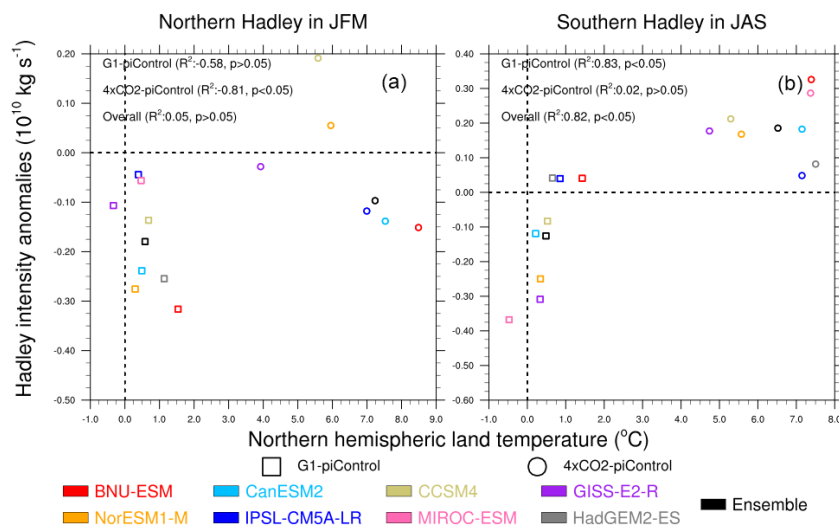 Northern Hadley in JFM
Southern Hadley in JAS
Hadley intensity anomalies (10¹⁰ kg s⁻¹)
0.20
0.10
0.00
-0.10
-0.20
-0.30
-0.40
-0.50
G1-piControl (R²:-0.58, p>0.05)
(a)
4xCO2-piControl (R²:-0.81, p<0.05)
Overall (R²:0.05, p>0.05)
-1.0 0.0 1.0 2.0 3.0 4.0 5.0 6.0 7.0 8.0 9.0
0.40
0.30
0.20
0.10
0.00
-0.10
-0.20
-0.30
-0.40
-0.50
-0.60
G1-piControl (R²:0.83, p<0.05)
(b)
4xCO2-piControl (R²:0.02, p>0.05)
Overall (R²:0.82, p<0.05)
-1.0 0.0 1.0 2.0 3.0 4.0 5.0 6.0 7.0 8.0
Northern hemispheric land temperature (°C)
G1-piControl 4xCO2-piControl
BNU-ESM CanESM2 CCSM4 GISS-E2-R Ensemble
NorESM1-M IPSL-CM5A-LR MIROC-ESM HadGEM2-ES